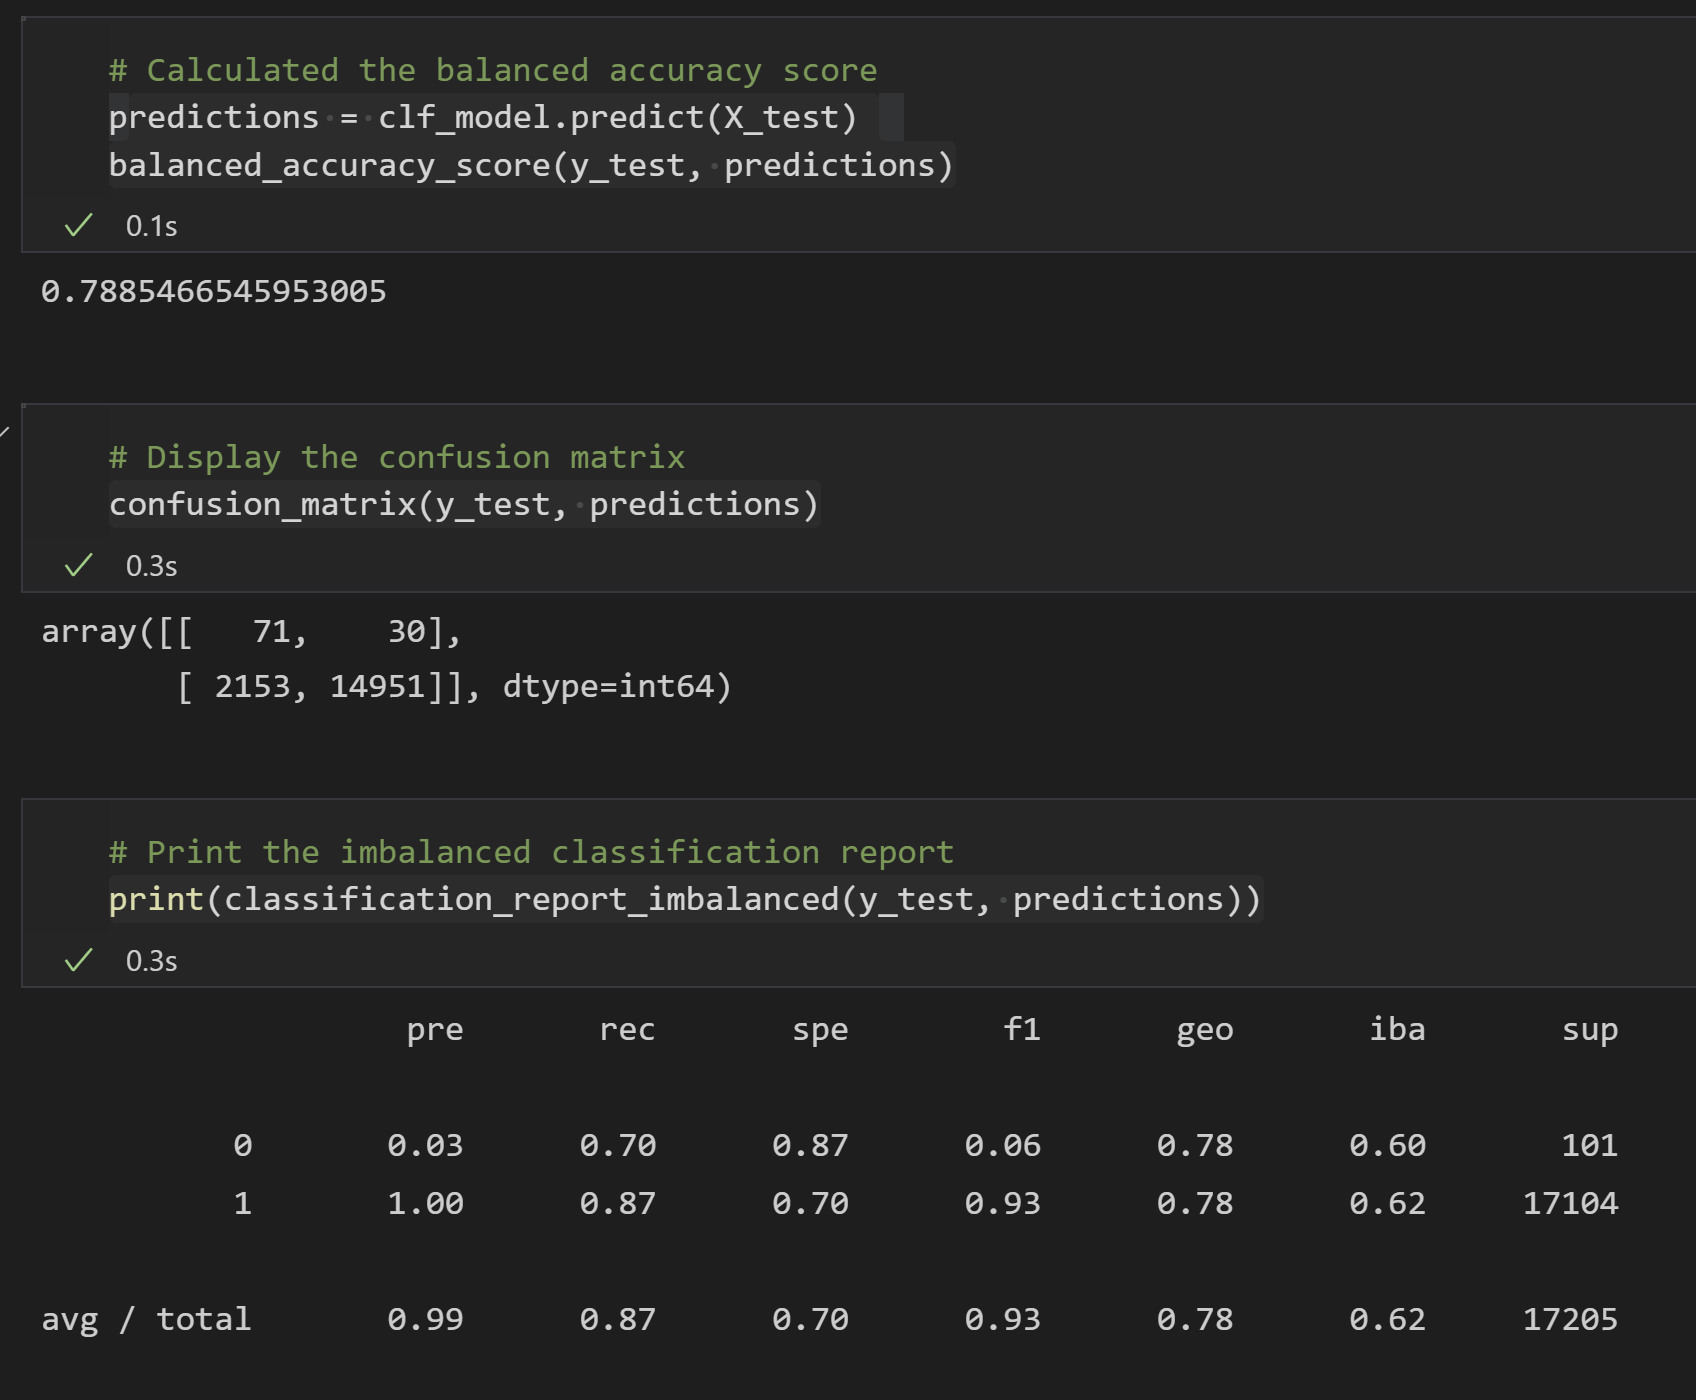 # Calculated the balanced accuracy score
predictions = clf_model.predict(X_test)
balanced_accuracy_score(y_test, predictions)
0.1s
0.7885466545953005
# Display the confusion matrix
confusion_matrix(y_test, predictions)
0.3s
array([[   71,    30],
       [ 2153, 14951]], dtype=int64)
# Print the imbalanced classification report
print(classification_report_imbalanced(y_test, predictions))
0.3s
pre rec spe f1 geo iba sup
0 0.03 0.70 0.87 0.06 0.78 0.60 101
1 1.00 0.87 0.70 0.93 0.78 0.62 17104
avg / total 0.99 0.87 0.70 0.93 0.78 0.62 17205